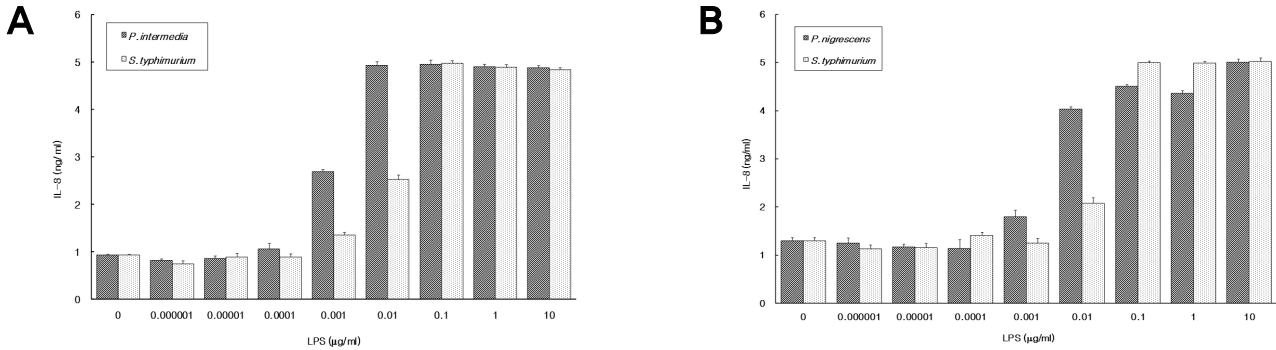 A
6
5
4
3
2
1
0
IL-8 (ng/ml)
P.intermedia
S.typhimurium
0 0.000001 0.00001 0.0001 0.001 0.01 0.1 1 10
LPS (μg/ml)
B
6
5
4
3
2
1
0
IL-8 (ng/ml)
P.nigrescens
S.typhimurium
0 0.000001 0.00001 0.0001 0.001 0.01 0.1 1 10
LPS (μg/ml)